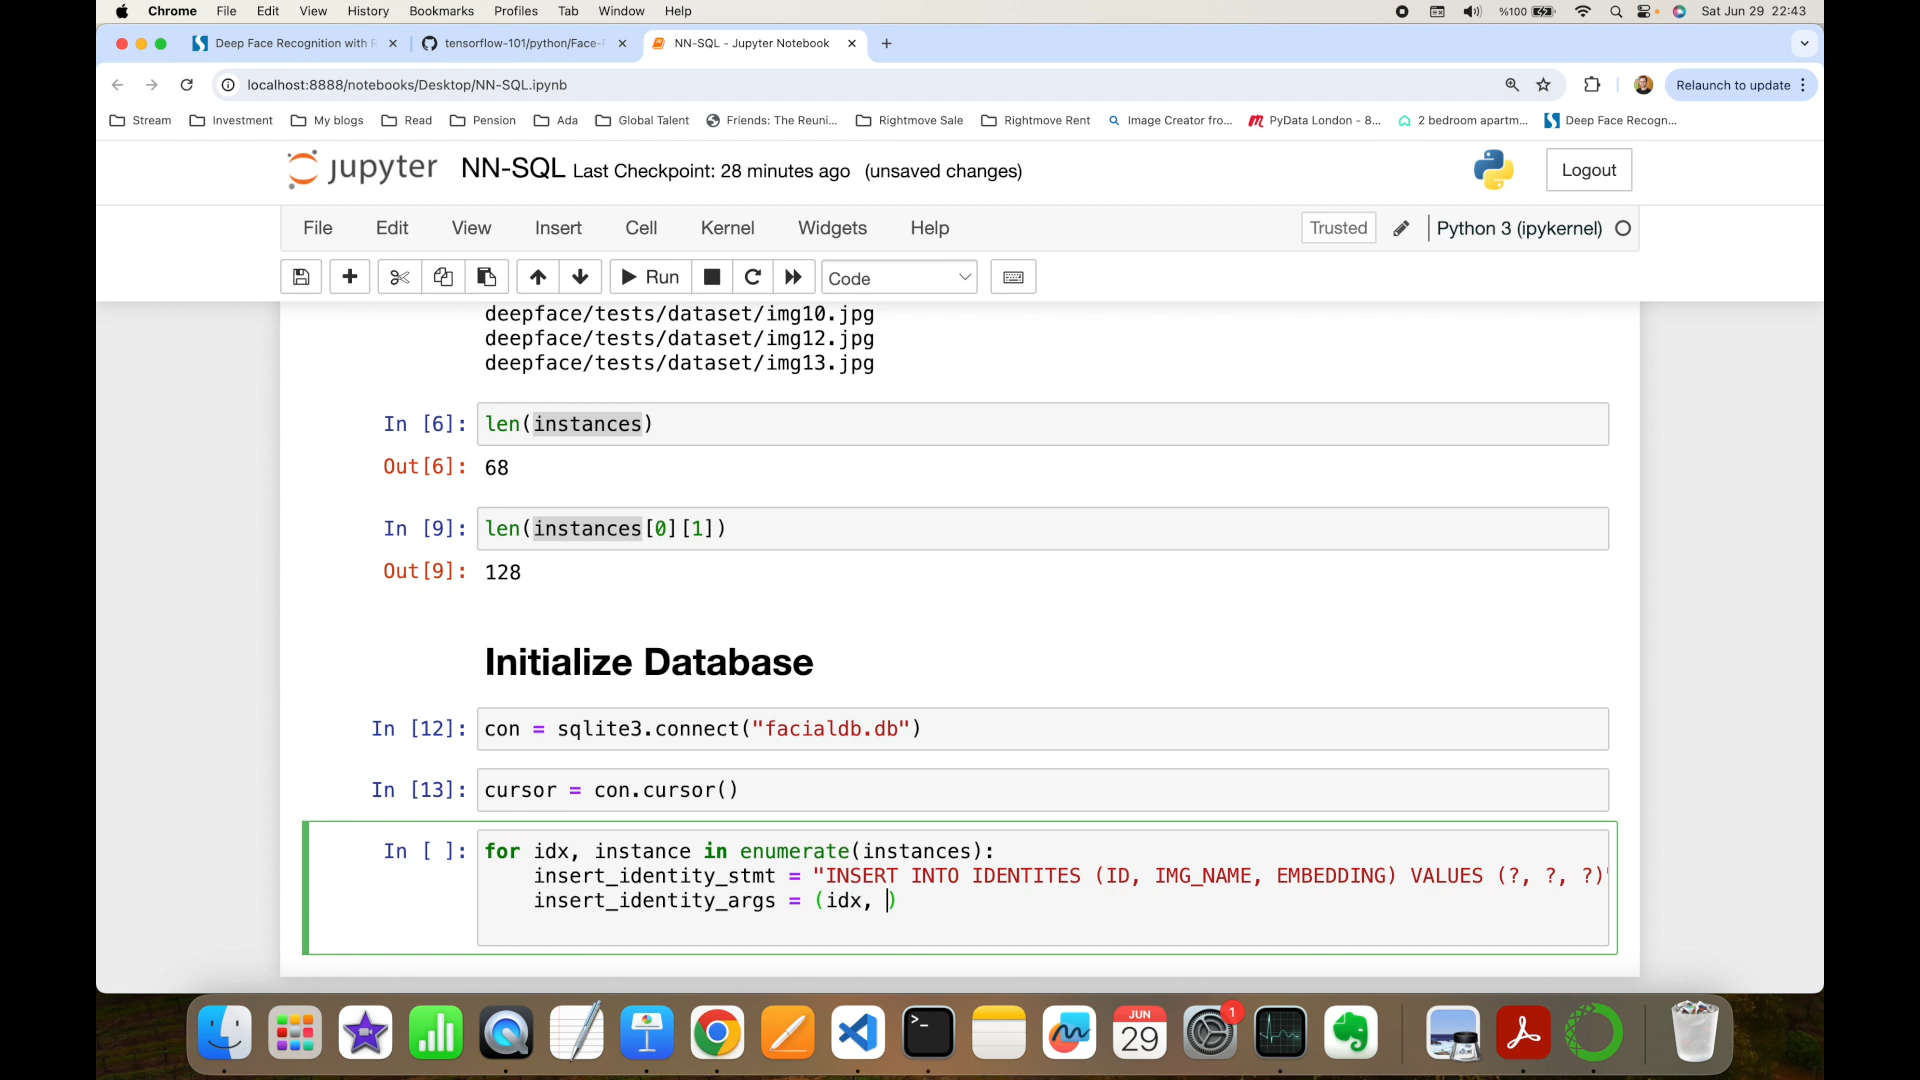 Chrome File Edit View History Bookmarks Profiles Tab Window Help %100 Sat Jun 29 22:43
Deep Face Recognition with tensorflow-101/python/Face- NN-SQL - Jupyter Notebook
localhost:8888/notebooks/Desktop/NN-SQL.ipynb Relaunch to update
Stream Investment My blogs Read Pension Ada Global Talent Friends: The Reuni... Rightmove Sale Rightmove Rent Image Creator fro... PyData London - 8... 2 bedroom apartm... Deep Face Recogn...
jupyter NN-SQL Last Checkpoint: 28 minutes ago (unsaved changes) Logout
File Edit View Insert Cell Kernel Widgets Help Trusted Python 3 (ipykernel)
Run Code
deepface/tests/dataset/img10.jpg
deepface/tests/dataset/img12.jpg
deepface/tests/dataset/img13.jpg
In [6]: len(instances)
Out[6]: 68
In [9]: len(instances[0][1])
Out[9]: 128
Initialize Database
In [12]: con = sqlite3.connect("facialdb.db")
In [13]: cursor = con.cursor()
In [ ]: for idx, instance in enumerate(instances):
insert_identity_stmt = "INSERT INTO IDENTITES (ID, IMG_NAME, EMBEDDING) VALUES (?, ?, ?)"
insert_identity_args = (idx, )
1
JUN
29